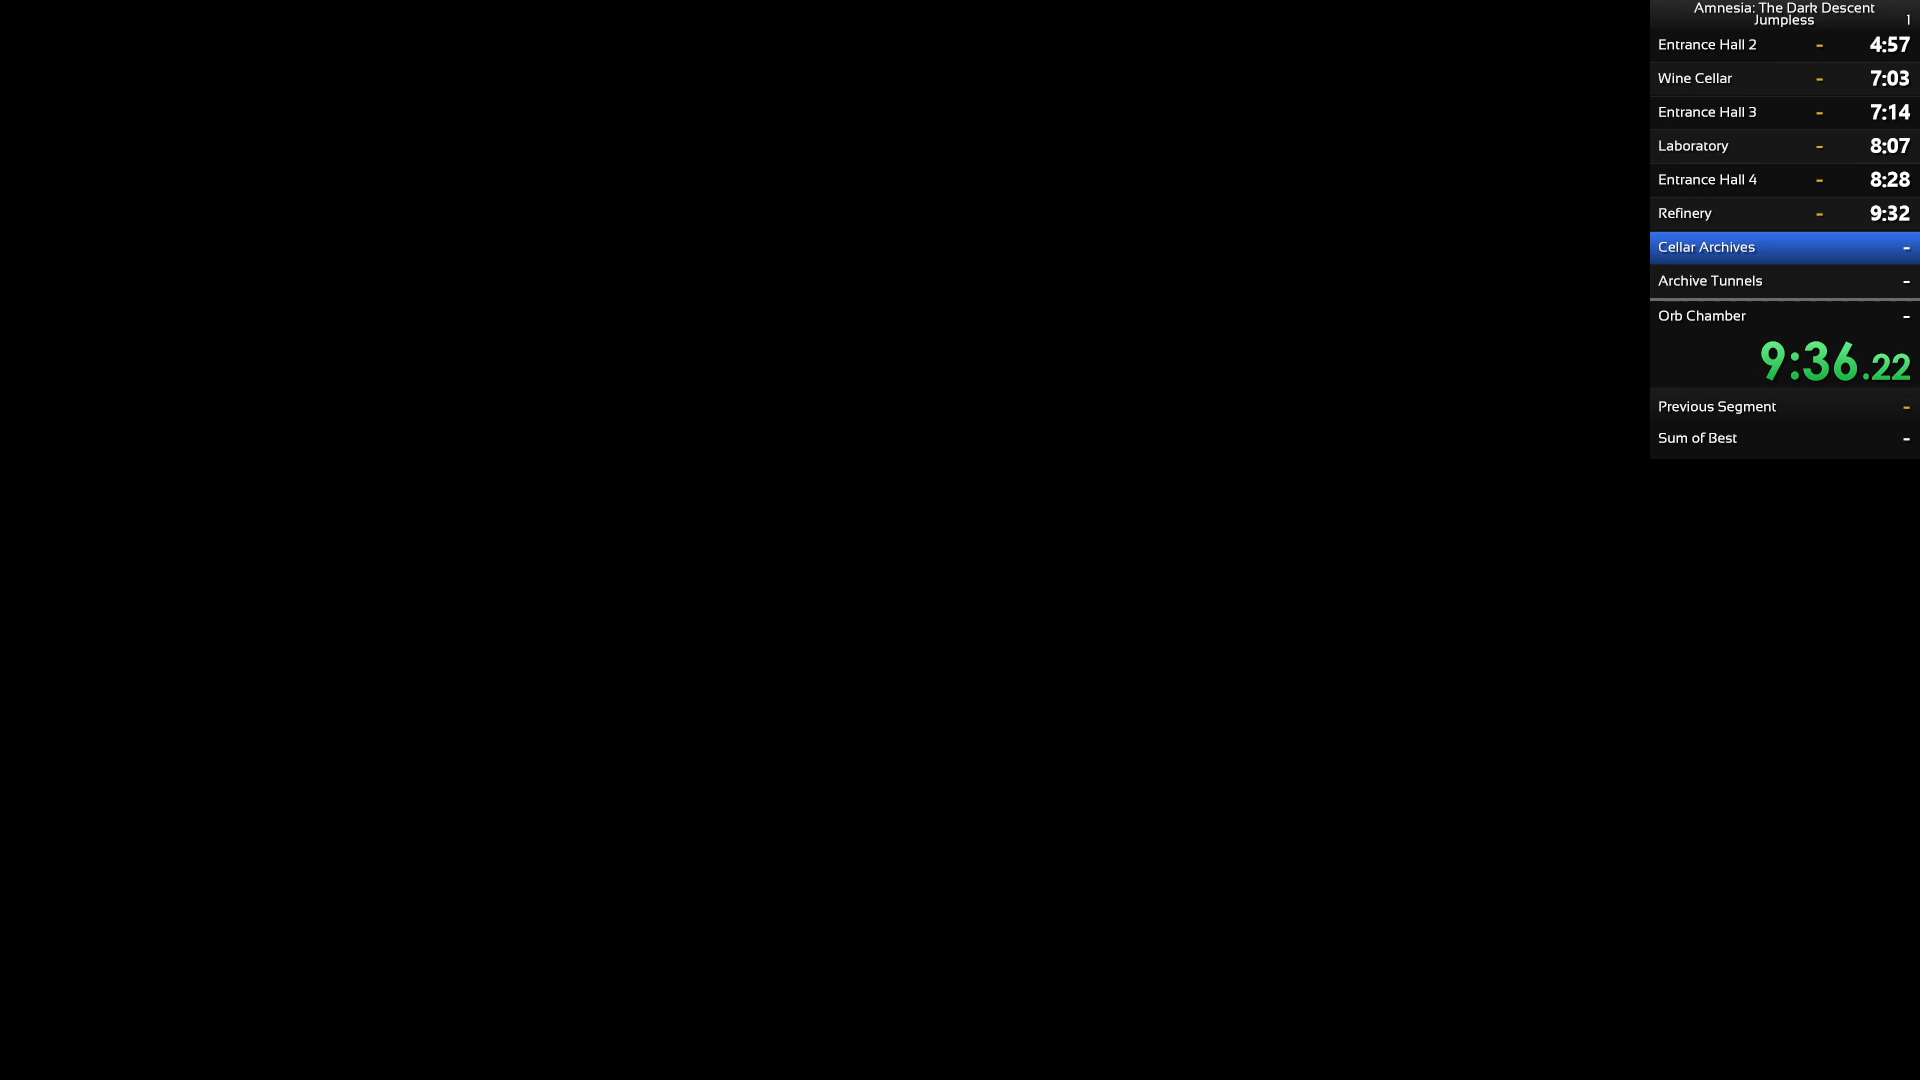 Amnesia: The Dark Descent
Jumpless 1
Entrance Hall 2 - 4:57
Wine Cellar - 7:03
Entrance Hall 3 - 7:14
Laboratory - 8:07
Entrance Hall 4 - 8:28
Refinery - 9:32
Cellar Archives -
Archive Tunnels -
Orb Chamber -
9:36.22
Previous Segment -
Sum of Best -